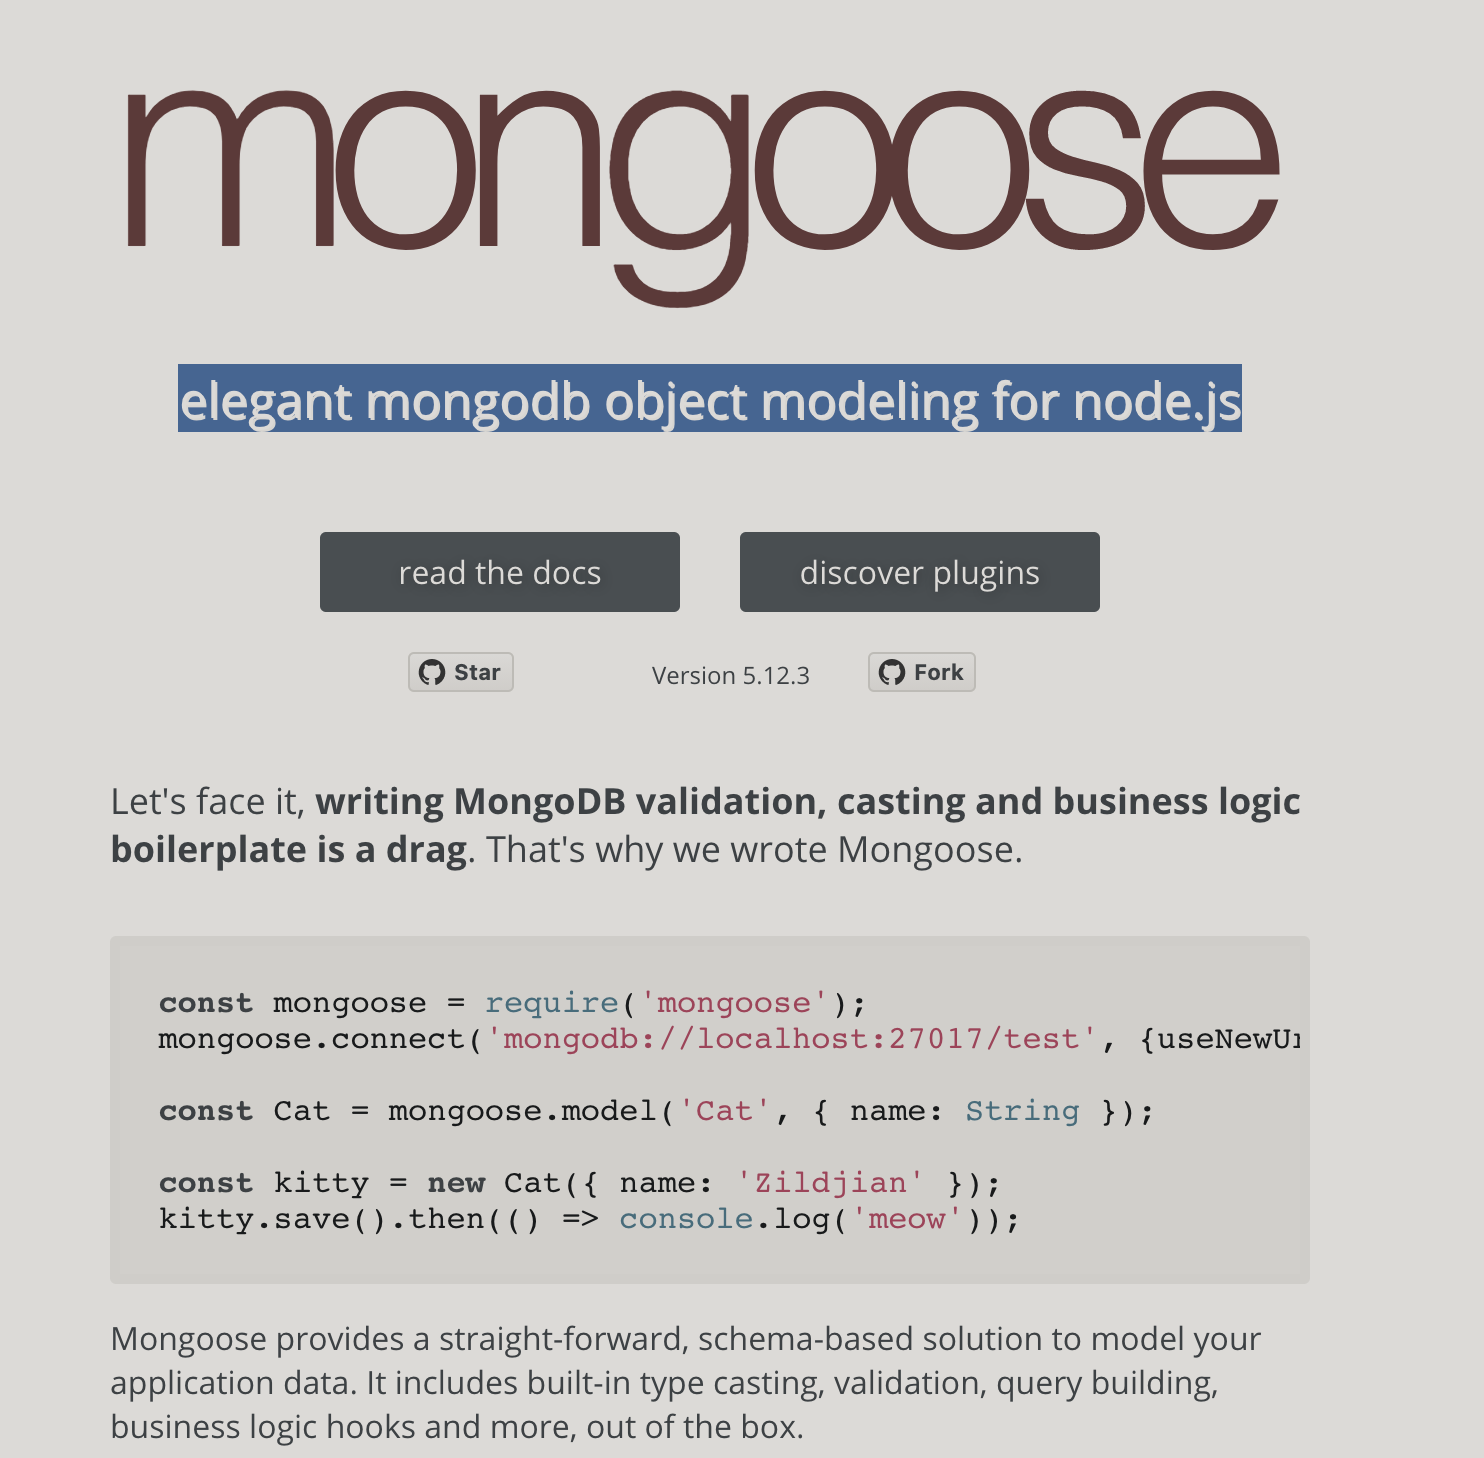 mongoose
elegant mongodb object modeling for node.js
read the docs
discover plugins
Star
Version 5.12.3
Fork
Let's face it, writing MongoDB validation, casting and business logic
boilerplate is a drag. That's why we wrote Mongoose.
const mongoose = require('mongoose');
mongoose.connect('mongodb://localhost:27017/test', {useNewUr
const Cat = mongoose.model('Cat', { name: String });
const kitty = new Cat({ name: 'Zildjian' });
kitty.save().then(() => console.log('meow'));
Mongoose provides a straight-forward, schema-based solution to model your
application data. It includes built-in type casting, validation, query building,
business logic hooks and more, out of the box.